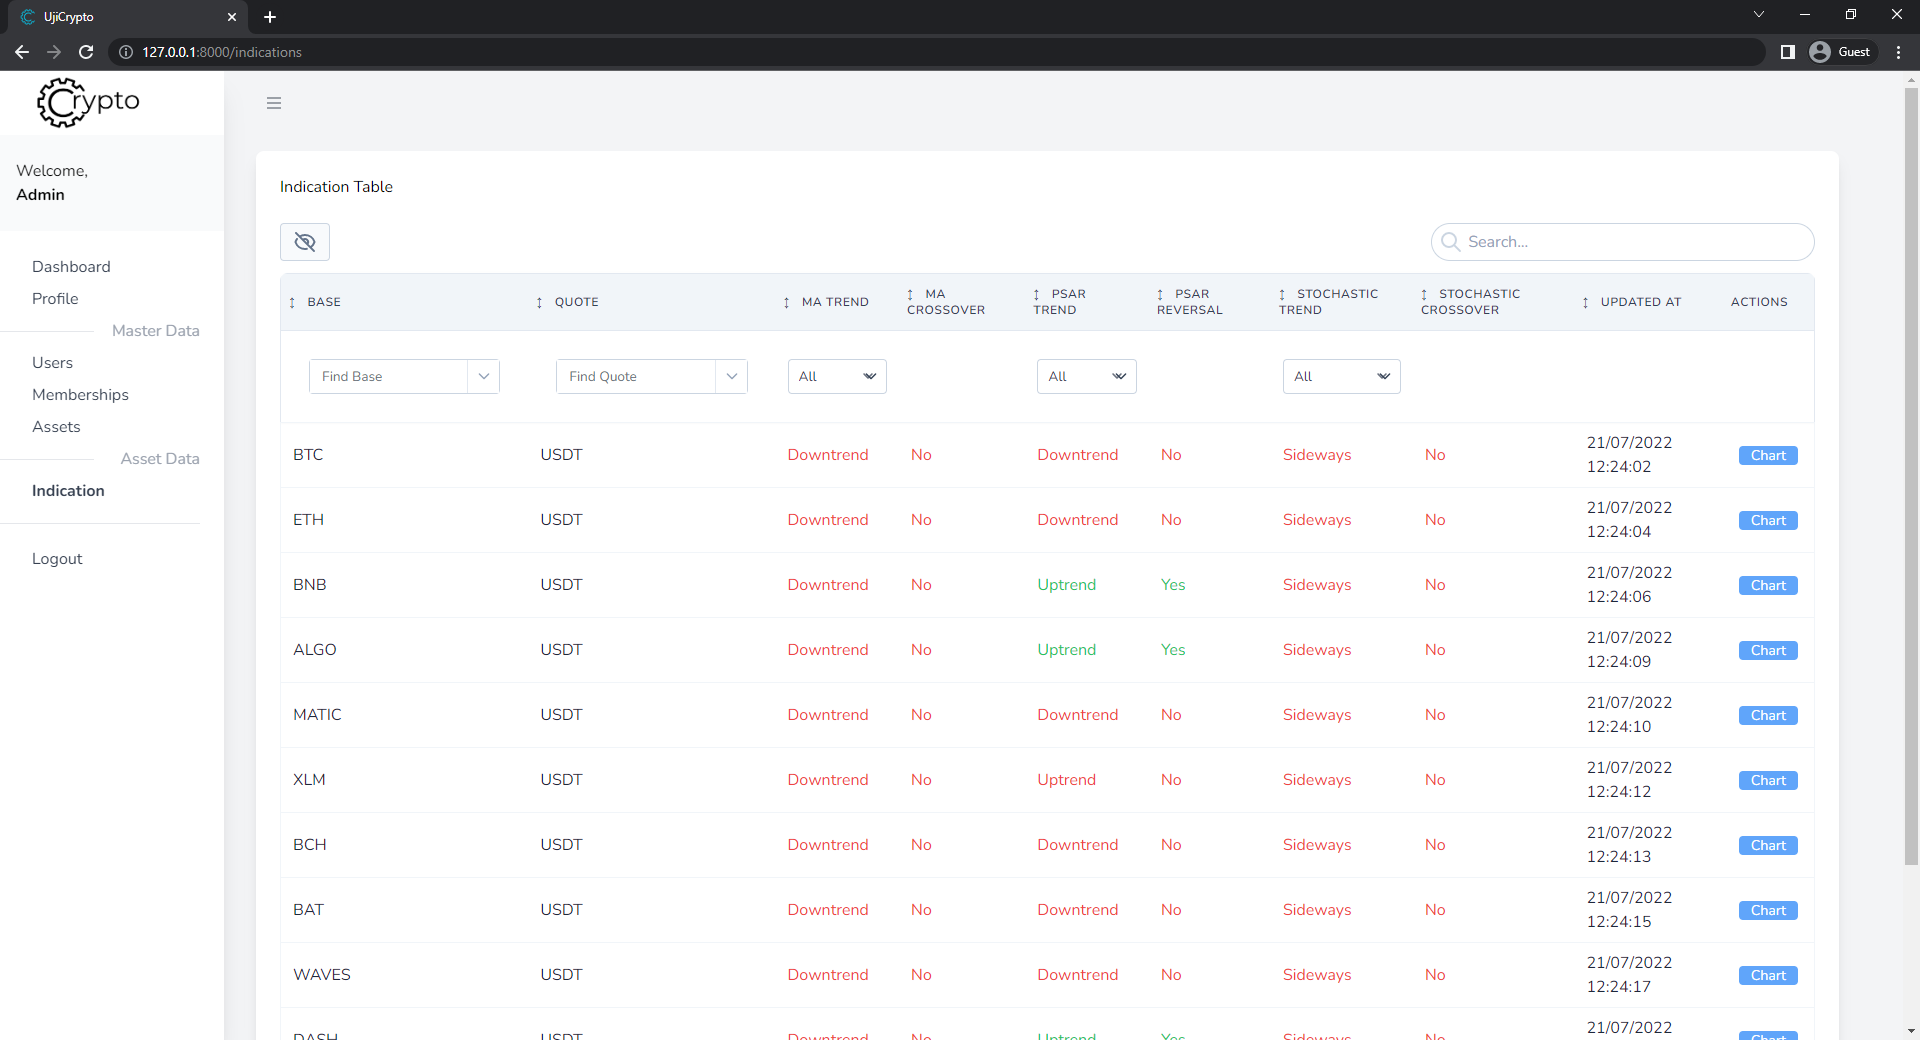 UjiCrypto
127.0.0.1:8000/indications
Guest
Crypto
Welcome,
Admin
Dashboard
Profile
Master Data
Users
Memberships
Assets
Asset Data
Indication
Logout
Indication Table
Search...
BASE QUOTE MA TREND MA CROSSOVER PSAR TREND PSAR REVERSAL STOCHASTIC TREND STOCHASTIC CROSSOVER UPDATED AT ACTIONS
Find Base Find Quote All All All
BTC USDT Downtrend No Downtrend No Sideways No 21/07/2022 12:24:02 Chart
ETH USDT Downtrend No Downtrend No Sideways No 21/07/2022 12:24:04 Chart
BNB USDT Downtrend No Uptrend Yes Sideways No 21/07/2022 12:24:06 Chart
ALGO USDT Downtrend No Uptrend Yes Sideways No 21/07/2022 12:24:09 Chart
MATIC USDT Downtrend No Downtrend No Sideways No 21/07/2022 12:24:10 Chart
XLM USDT Downtrend No Uptrend No Sideways No 21/07/2022 12:24:12 Chart
BCH USDT Downtrend No Downtrend No Sideways No 21/07/2022 12:24:13 Chart
BAT USDT Downtrend No Downtrend No Sideways No 21/07/2022 12:24:15 Chart
WAVES USDT Downtrend No Downtrend No Sideways No 21/07/2022 12:24:17 Chart
DASH USDT Downtrend No Uptrend Yes Sideways No 21/07/2022 Chart